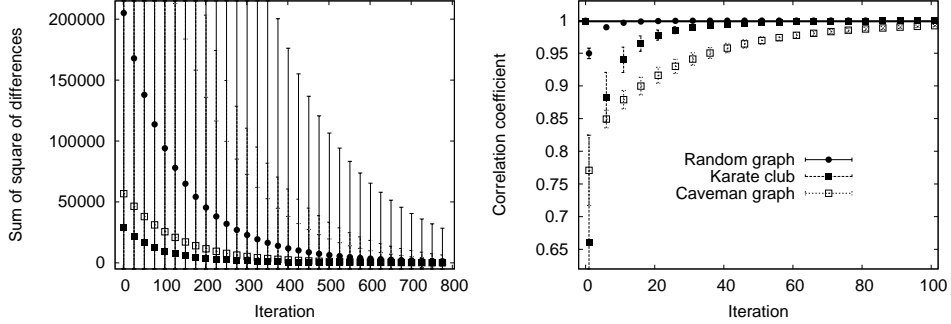 Sum of square of differences
200000
150000
100000
50000
0
0 100 200 300 400 500 600 700 800
Iteration
Correlation coefficient
1
0.95
0.9
0.85
0.8
0.75
0.7
0.65
Random graph
Karate club
Caveman graph
0 20 40 60 80 100
Iteration